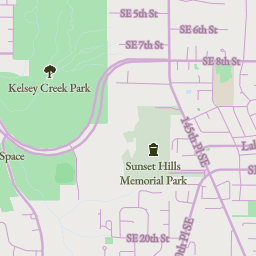 SE 5th St
SE 6th St
SE 7th St
SE 8th St
Kelsey Creek Park
145th Pl SE
Space
Sunset Hills
Memorial Park
SE 20th St